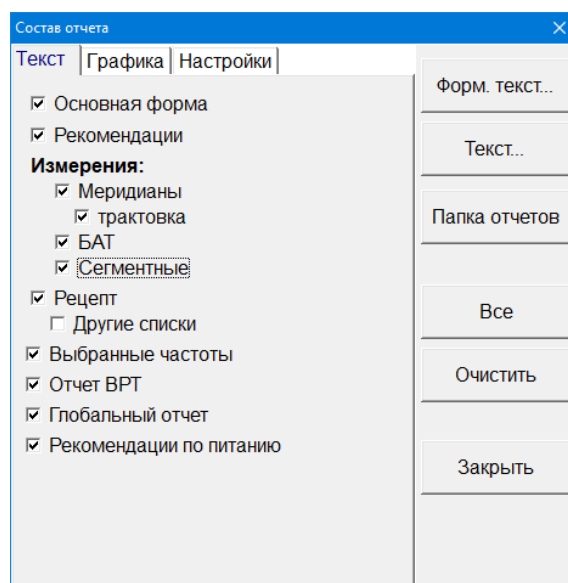 Состав отчета
Текст Графика Настройки
Основная форма
Рекомендации
Измерения:
Меридианы
трактовка
БАТ
Сегментные
Рецепт
Другие списки
Выбранные частоты
Отчет ВРТ
Глобальный отчет
Рекомендации по питанию
Форм. текст...
Текст...
Папка отчетов
Все
Очистить
Закрыть